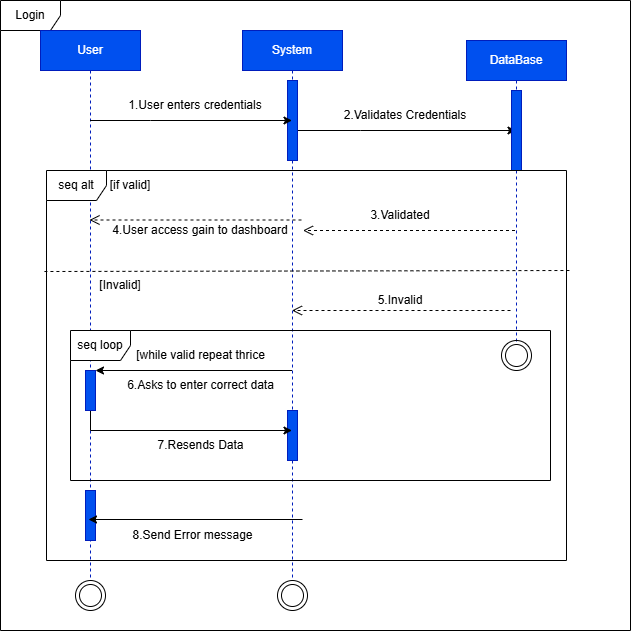 Login
User
System
DataBase
1.User enters credentials
2.Validates Credentials
seq alt
[if valid]
3.Validated
4.User access gain to dashboard
[Invalid]
5.Invalid
seq loop
[while valid repeat thrice
6.Asks to enter correct data
7.Resends Data
8.Send Error message